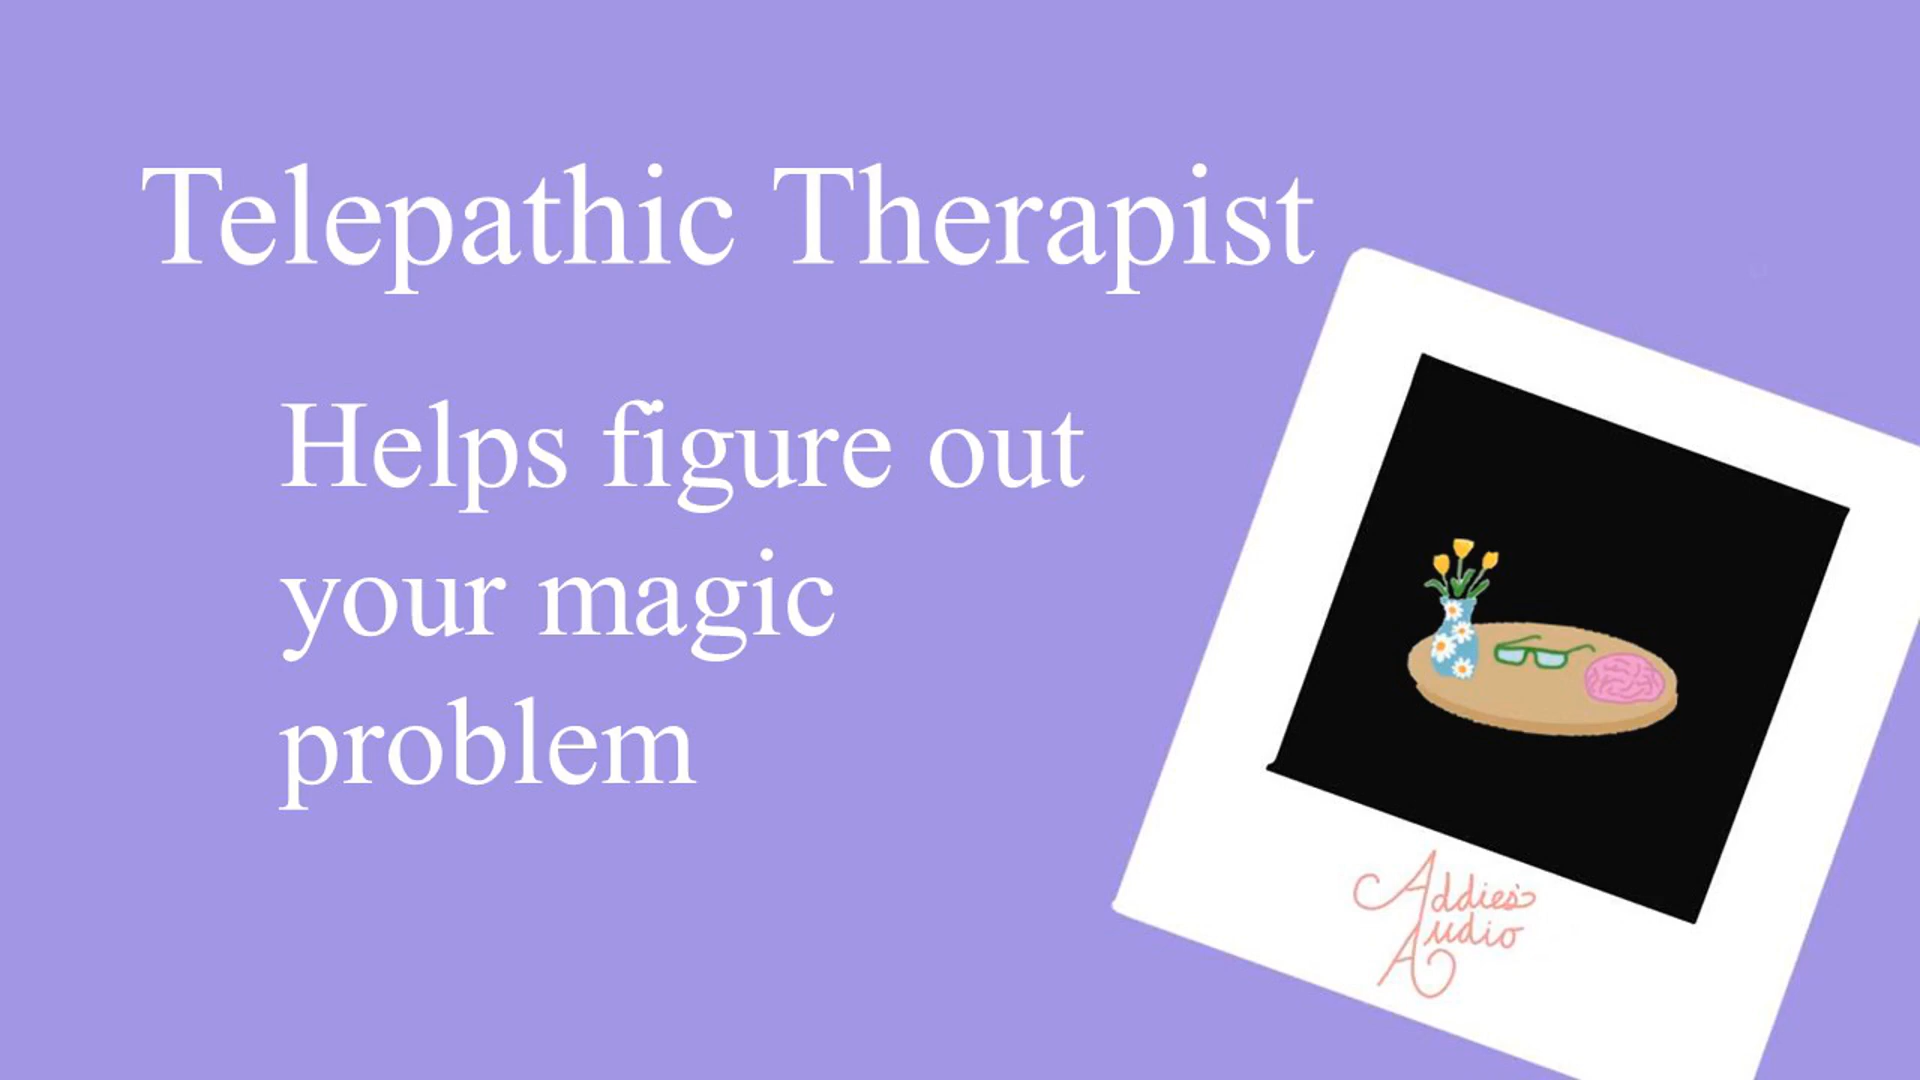 Telepathic Therapist
Helps figure out
your magic
problem
Addie's
Audio